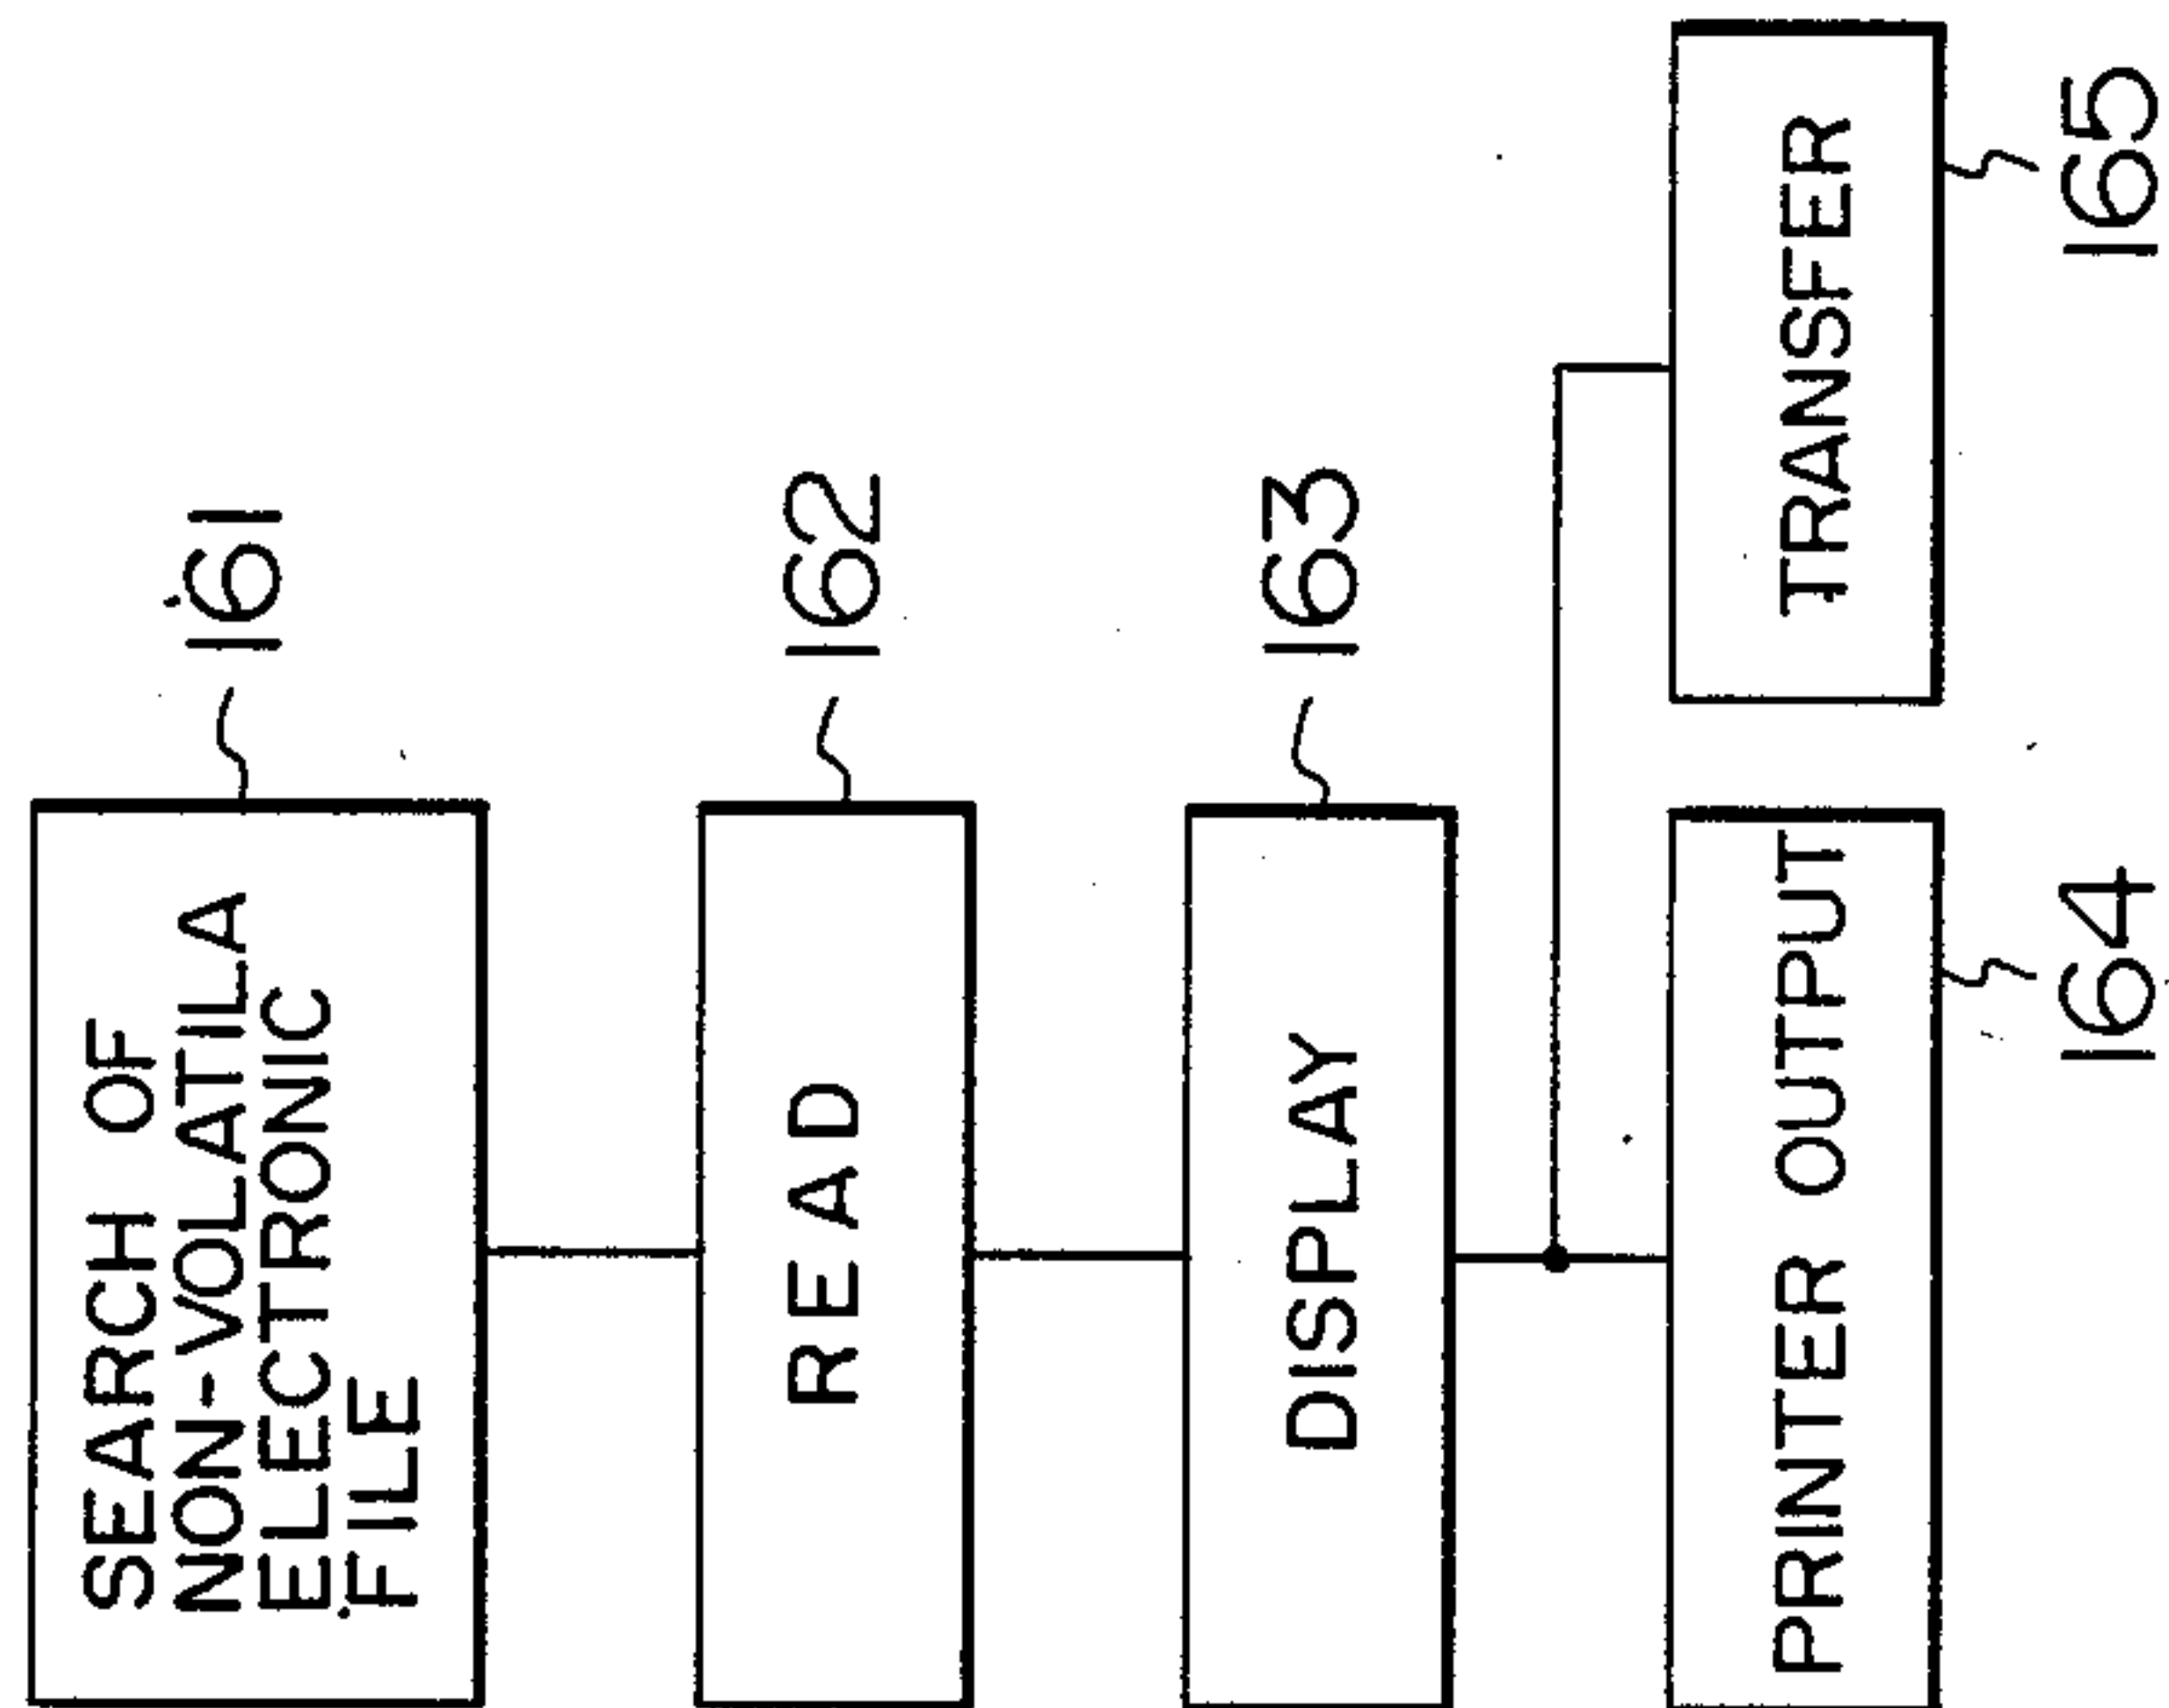 SEARCH OF
NON-VOLATILA
ELECTRONIC
FILE
161
READ
162
DISPLAY
163
PRINTER OUTPUT
164
TRANSFER
165